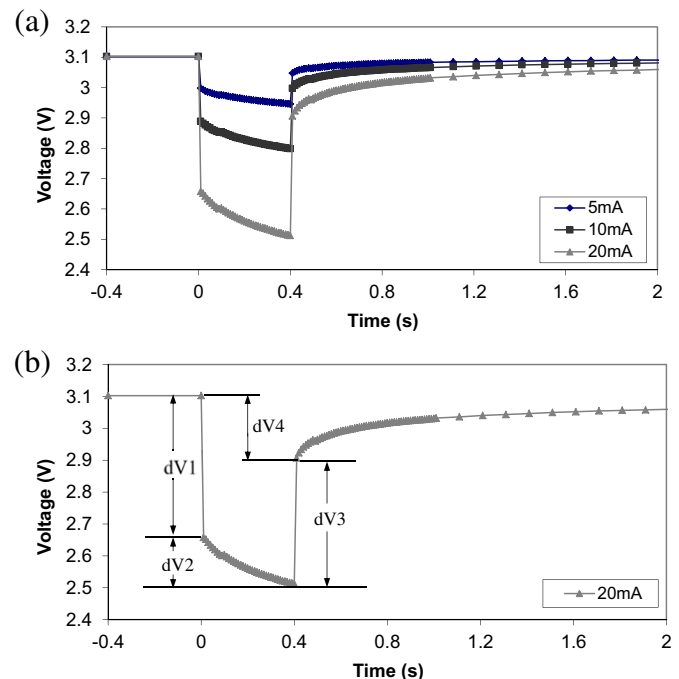 (a)
3.2
3.1
3
2.9
2.8
2.7
2.6
2.5
2.4
Voltage (V)
-0.4
0
0.4
0.8
1.2
1.6
2
Time (s)
5mA
10mA
20mA
(b)
3.2
3.1
3
2.9
2.8
2.7
2.6
2.5
2.4
Voltage (V)
dV1
dV4
dV2
dV3
20mA
-0.4
0
0.4
0.8
1.2
1.6
2
Time (s)